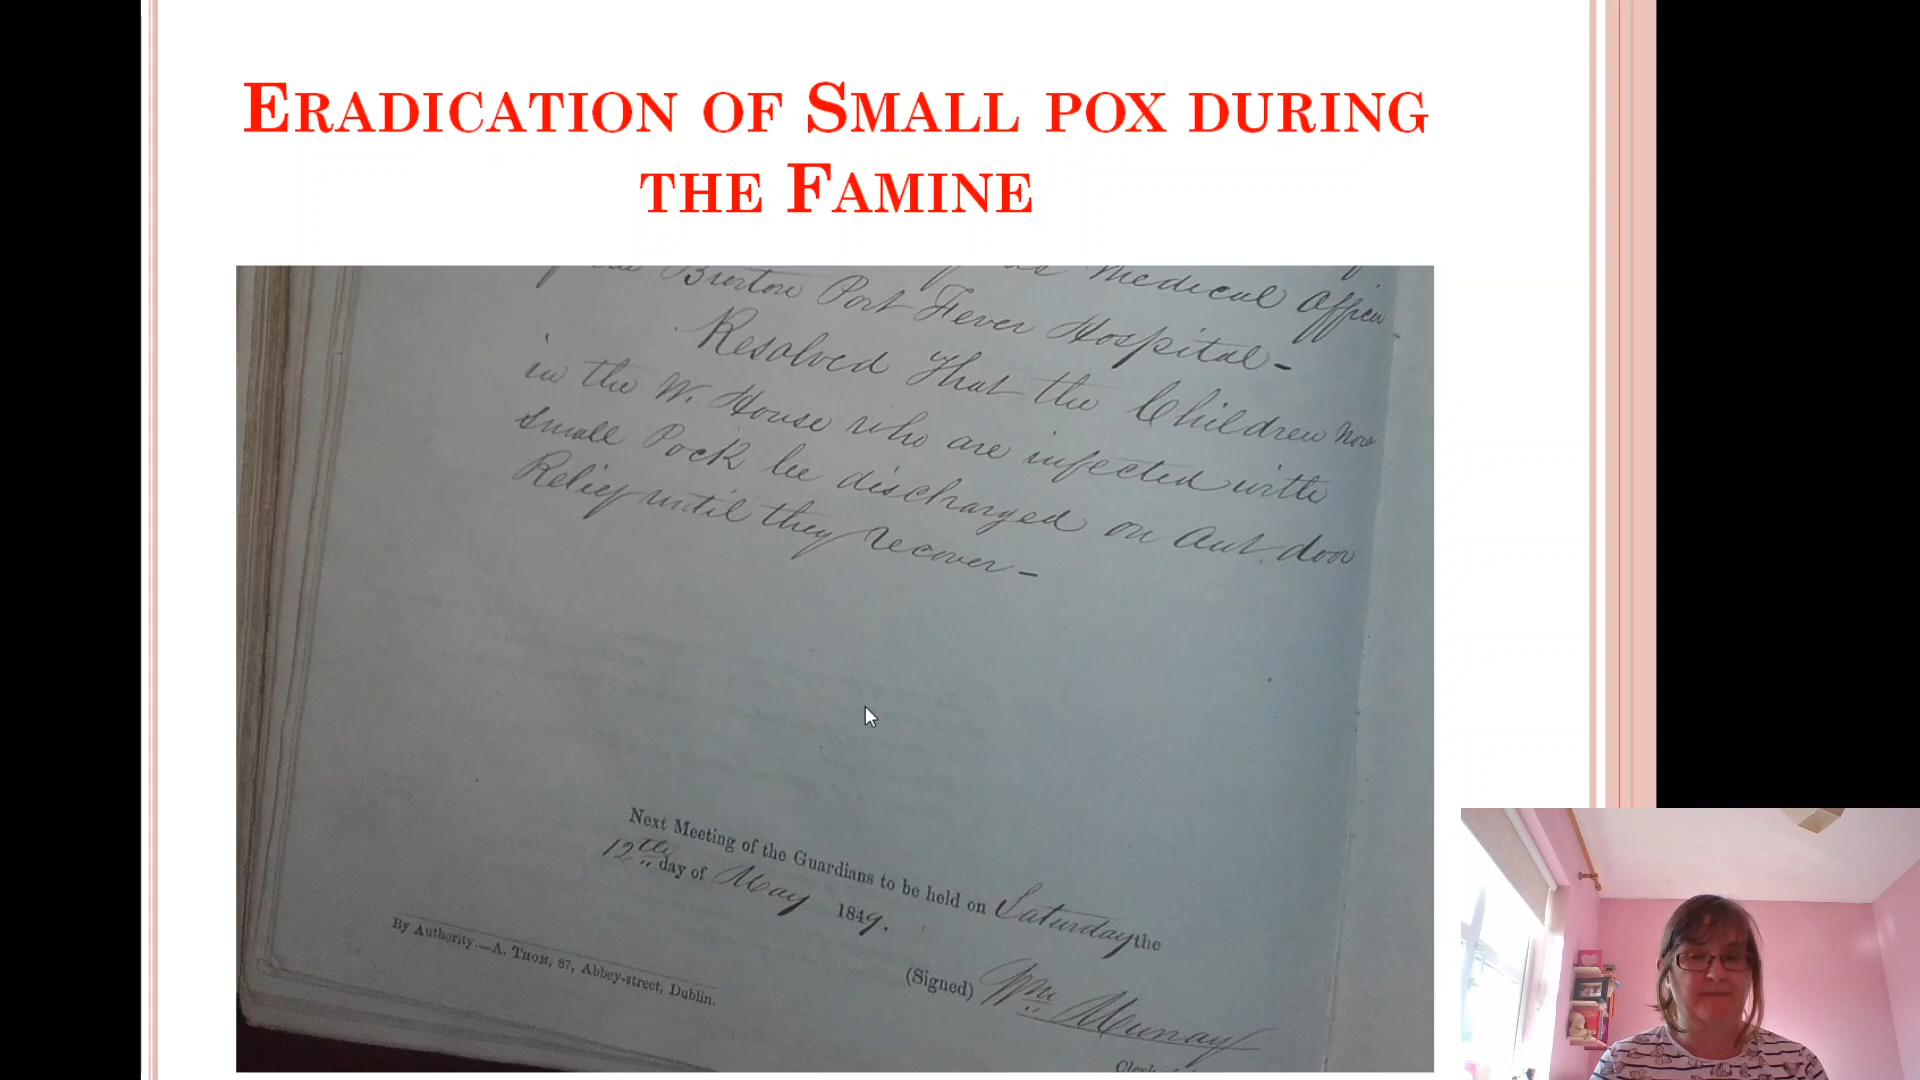 Eradication of Small pox during
the Famine
as Medical Officer
Burton Port Fever Hospital -
Resolved That the Children now
in the W. House who are infected with
Small Pock be discharged on Out door
Relief until they recover -
Next Meeting of the Guardians to be held on Saturday the
12th day of May 1849.
(Signed) Wm Murray
By Authority.—A. Thom, 87, Abbey-street, Dublin.